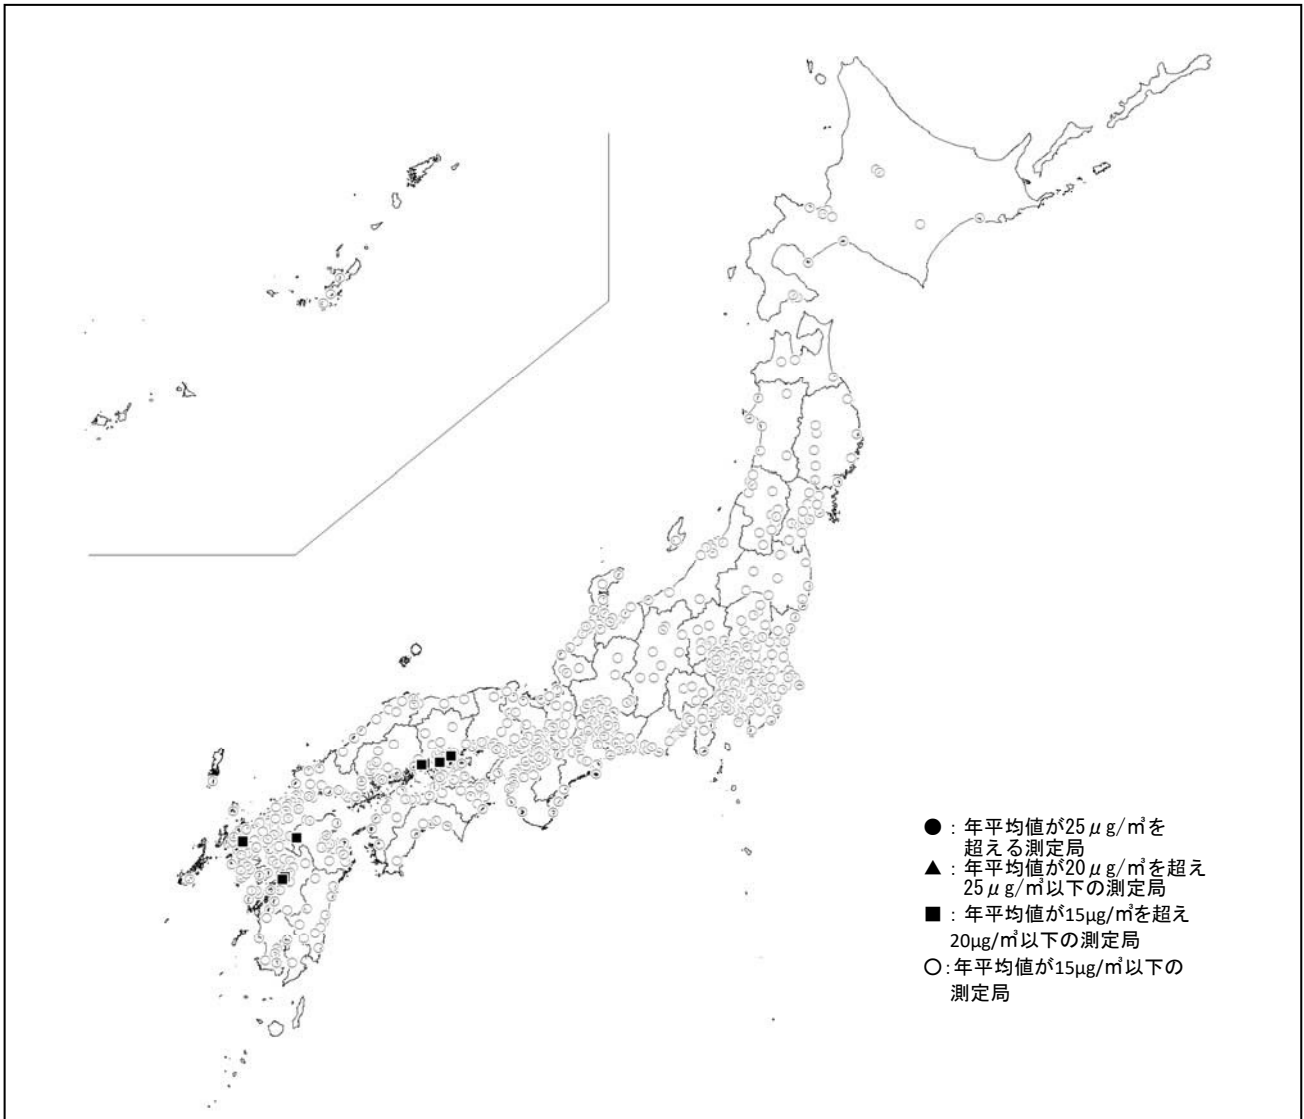 ● : 年平均値が25μg/㎥を
超える測定局
▲ : 年平均値が20μg/㎥を超え
25μg/㎥以下の測定局
■ : 年平均値が15μg/㎥を超え
20μg/㎥以下の測定局
○ : 年平均値が15μg/㎥以下の
測定局